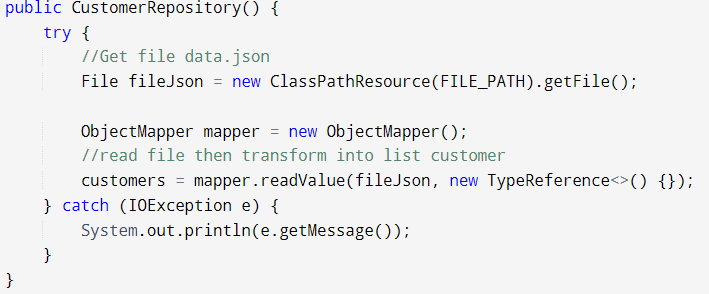 public CustomerRepository() {
    try {
        //Get file data.json
        File fileJson = new ClassPathResource(FILE_PATH).getFile();

        ObjectMapper mapper = new ObjectMapper();
        //read file then transform into list customer
        customers = mapper.readValue(fileJson, new TypeReference<>() {});
    } catch (IOException e) {
        System.out.println(e.getMessage());
    }
}